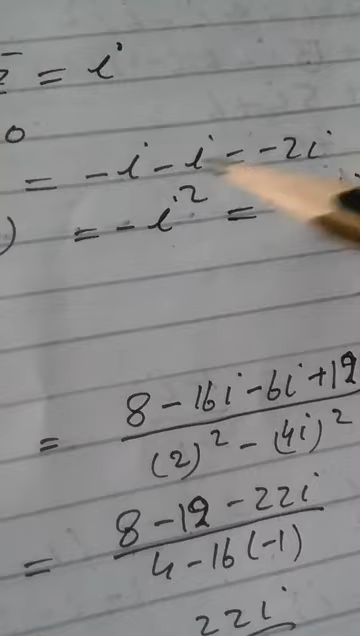 z̄ = i
0
= -i - i = -2i
) = -i² =
= 8 - 16i - 6i + 12 / (2)² - (4i)²
= 8 - 12 - 22i / 4 - 16(-1)
22i